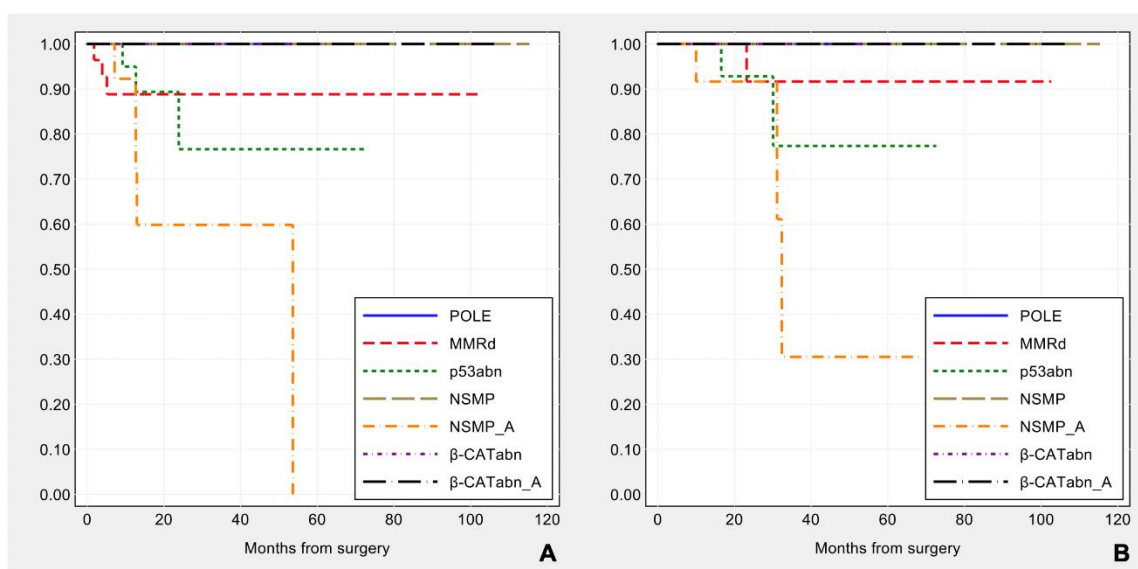 1.00
0.90
0.80
0.70
0.60
0.50
0.40
0.30
0.20
0.10
0.00
POLE
MMRd
p53abn
NSMP
NSMP_A
β-CATabn
β-CATabn_A
0 20 40 60 80 100 120
Months from surgery
A
1.00
0.90
0.80
0.70
0.60
0.50
0.40
0.30
0.20
0.10
0.00
POLE
MMRd
p53abn
NSMP
NSMP_A
β-CATabn
β-CATabn_A
0 20 40 60 80 100 120
Months from surgery
B